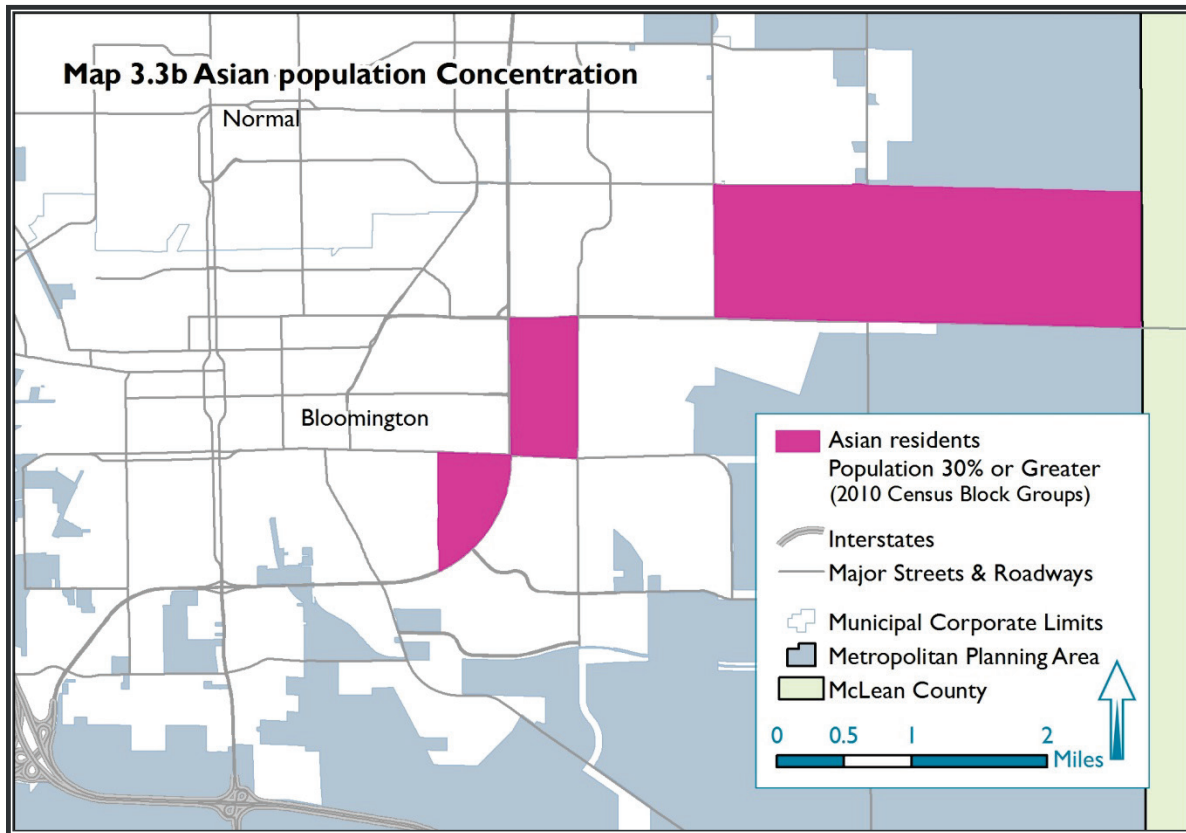 Map 3.3b Asian population Concentration
Normal
Bloomington
Asian residents
Population 30% or Greater
(2010 Census Block Groups)
Interstates
Major Streets & Roadways
Municipal Corporate Limits
Metropolitan Planning Area
McLean County
0 0.5 1 2
Miles